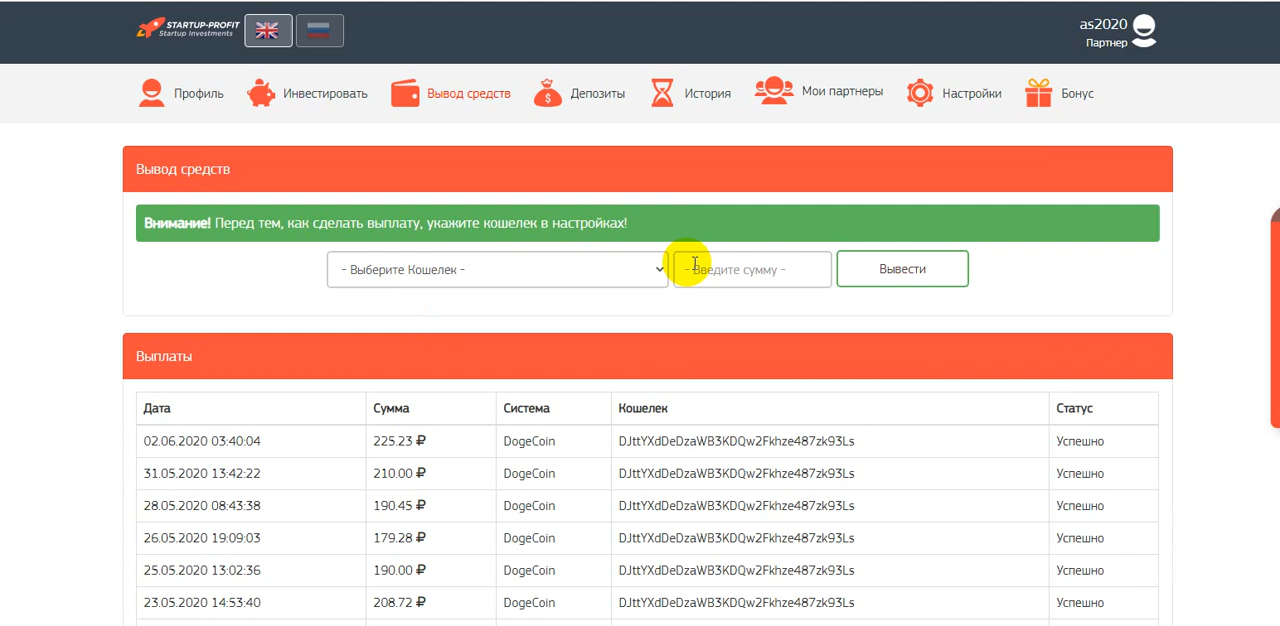 STARTUP-PROFIT
Startup Investments
as2020
Партнер
Профиль Инвестировать Вывод средств Депозиты История Мои партнеры Настройки Бонус
Вывод средств
Внимание! Перед тем, как сделать выплату, укажите кошелек в настройках!
- Выберите Кошелек - - Введите сумму - Вывести
Выплаты
Дата Сумма Система Кошелек Статус
02.06.2020 03:40:04 225.23 ₽ DogeCoin DJttYXdDeDzaWB3KDQw2Fkhze487zk93Ls Успешно
31.05.2020 13:42:22 210.00 ₽ DogeCoin DJttYXdDeDzaWB3KDQw2Fkhze487zk93Ls Успешно
28.05.2020 08:43:38 190.45 ₽ DogeCoin DJttYXdDeDzaWB3KDQw2Fkhze487zk93Ls Успешно
26.05.2020 19:09:03 179.28 ₽ DogeCoin DJttYXdDeDzaWB3KDQw2Fkhze487zk93Ls Успешно
25.05.2020 13:02:36 190.00 ₽ DogeCoin DJttYXdDeDzaWB3KDQw2Fkhze487zk93Ls Успешно
23.05.2020 14:53:40 208.72 ₽ DogeCoin DJttYXdDeDzaWB3KDQw2Fkhze487zk93Ls Успешно